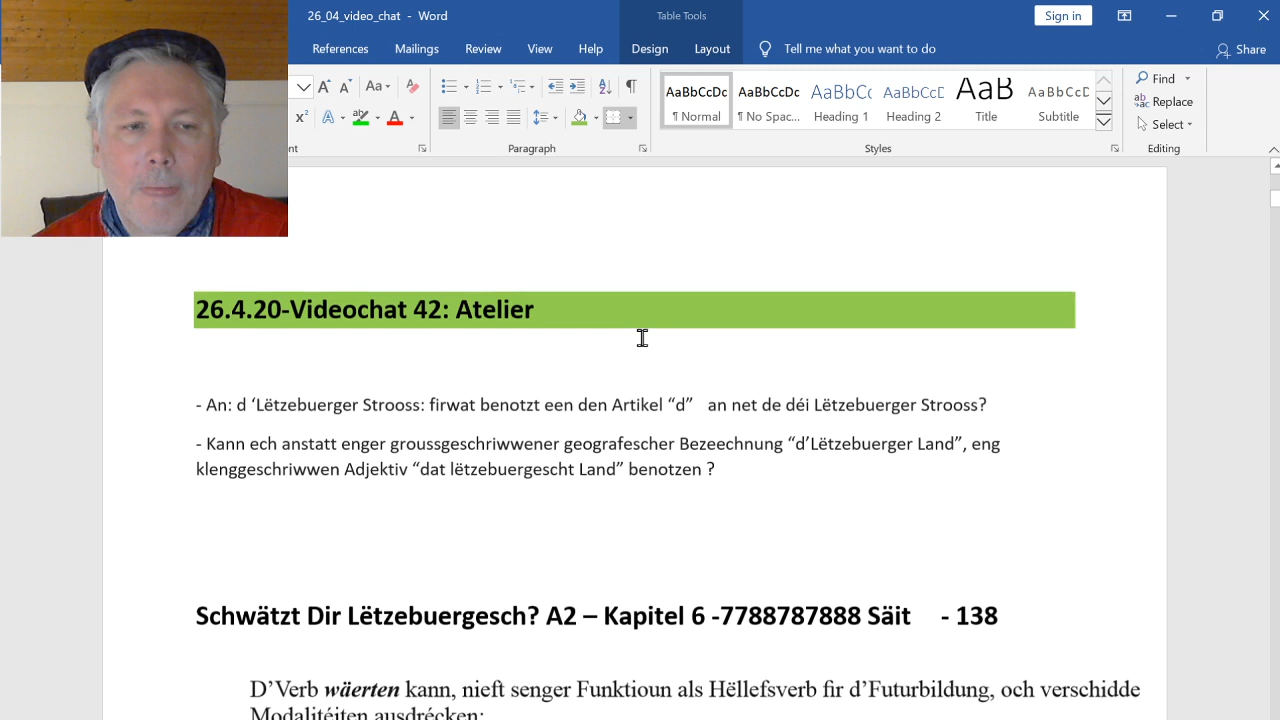 26_04_video_chat - Word
Table Tools
Sign in
References Mailings Review View Help Design Layout Tell me what you want to do
Share
Aa
AaBbCcDc AaBbCcDc AaBbCc AaBbCcD AaB AaBbCcD
¶ Normal ¶ No Spac... Heading 1 Heading 2 Title Subtitle
Find
Replace
Select
Paragraph Styles Editing
26.4.20-Videochat 42: Atelier
- An: d ‘Lëtzebuerger Strooss: firwat benotzt een den Artikel “d” an net de déi Lëtzebuerger Strooss?
- Kann ech anstatt enger groussgeschriwwener geografescher Bezeechnung “d’Lëtzebuerger Land”, eng
klenggeschriwwen Adjektiv “dat lëtzebuergescht Land” benotzen ?
Schwätzt Dir Lëtzebuergesch? A2 – Kapitel 6 -7788787888 Säit - 138
D’Verb wäerten kann, nieft senger Funktioun als Hëllefsverb fir d’Futurbildung, och verschidde
Modalitéiten ausdrécken: